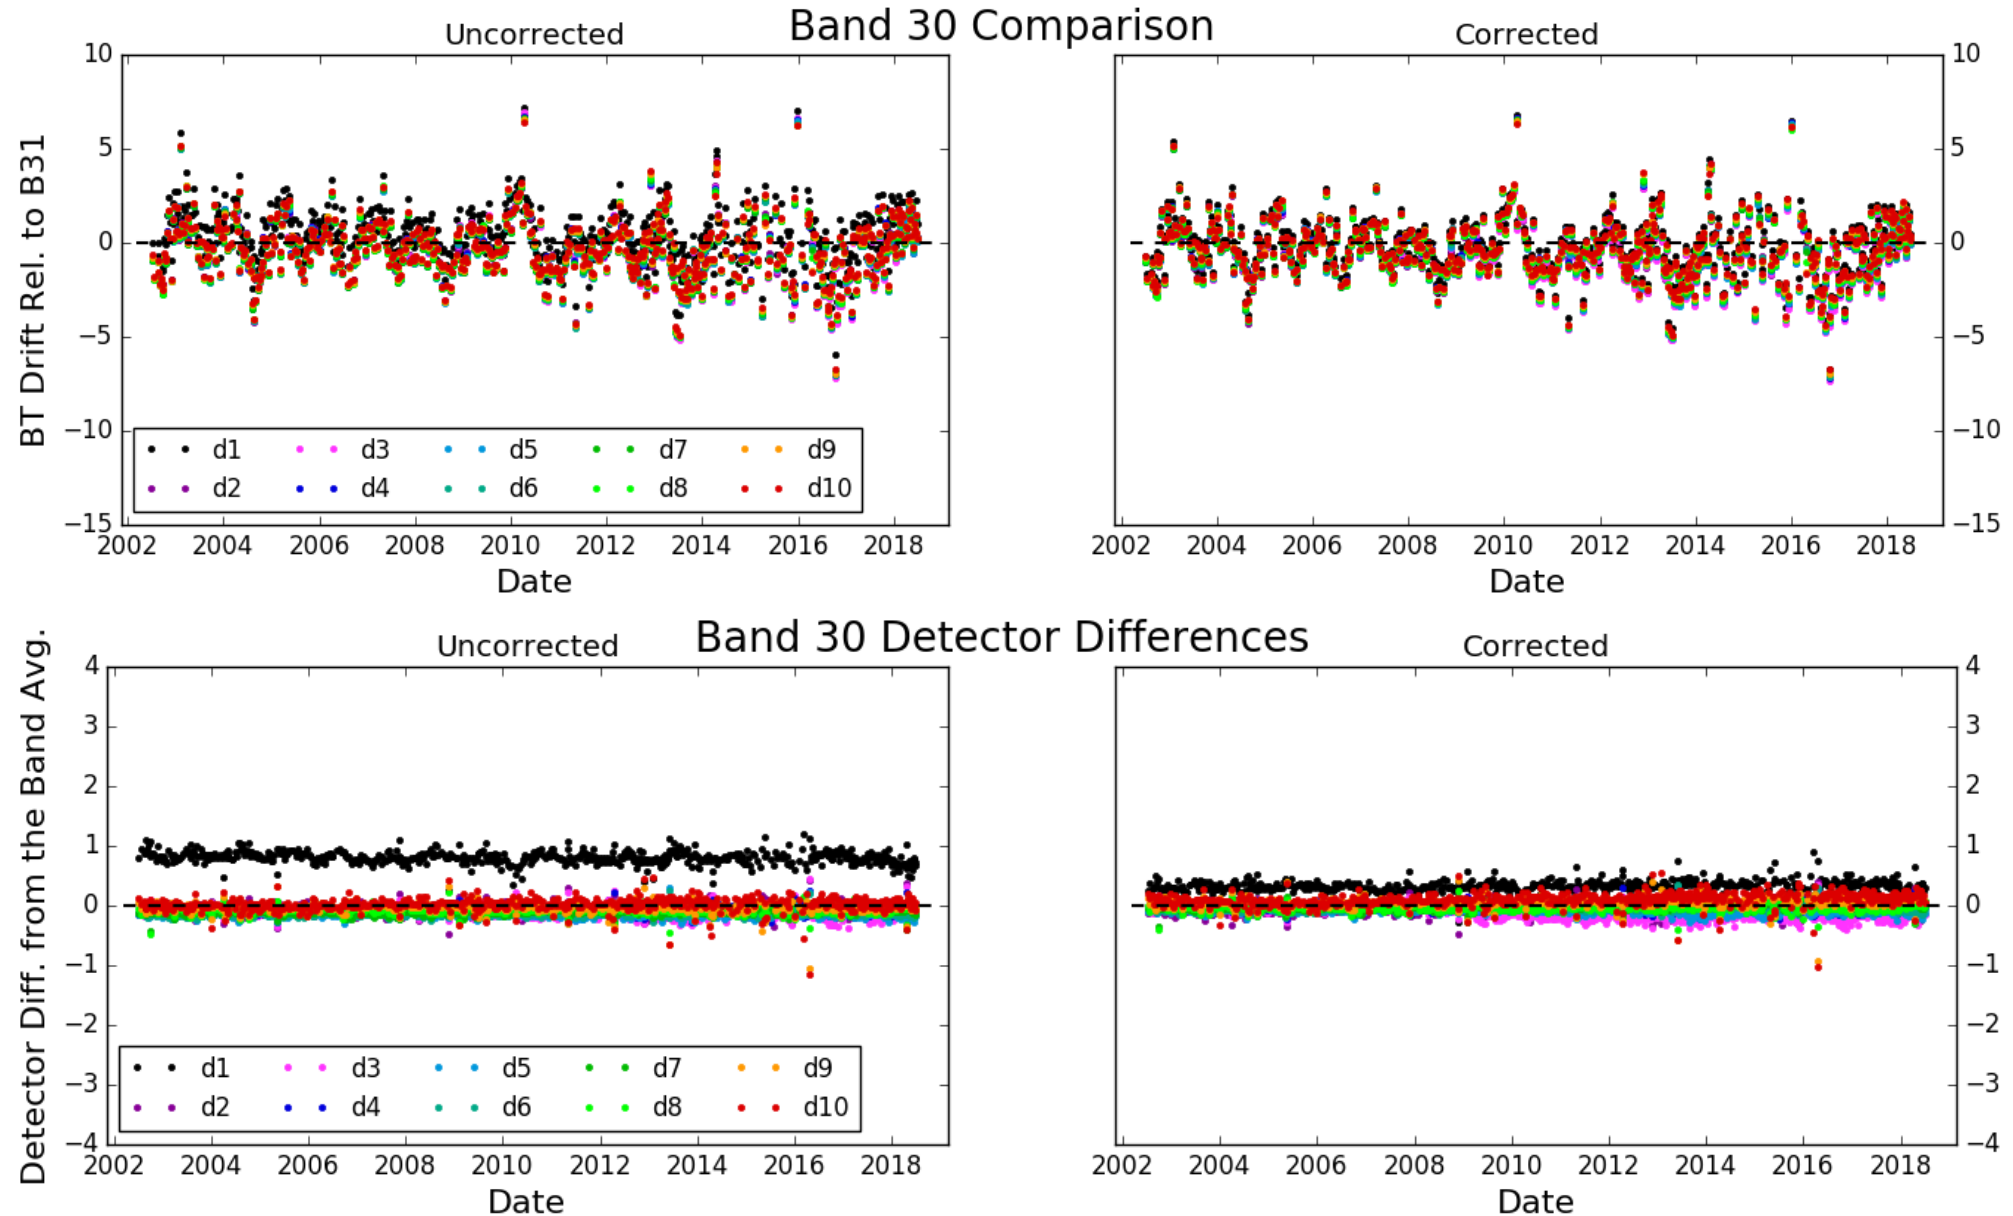 Band 30 Comparison
Uncorrected
Corrected
BT Drift Rel. to B31
10
5
0
−5
−10
−15
d1 d3 d5 d7 d9
d2 d4 d6 d8 d10
2002 2004 2006 2008 2010 2012 2014 2016 2018
Date
10
5
0
−5
−10
−15
2002 2004 2006 2008 2010 2012 2014 2016 2018
Date
Band 30 Detector Differences
Uncorrected
Corrected
Detector Diff. from the Band Avg.
4
3
2
1
0
−1
−2
−3
−4
d1 d3 d5 d7 d9
d2 d4 d6 d8 d10
2002 2004 2006 2008 2010 2012 2014 2016 2018
Date
4
3
2
1
0
−1
−2
−3
−4
2002 2004 2006 2008 2010 2012 2014 2016 2018
Date